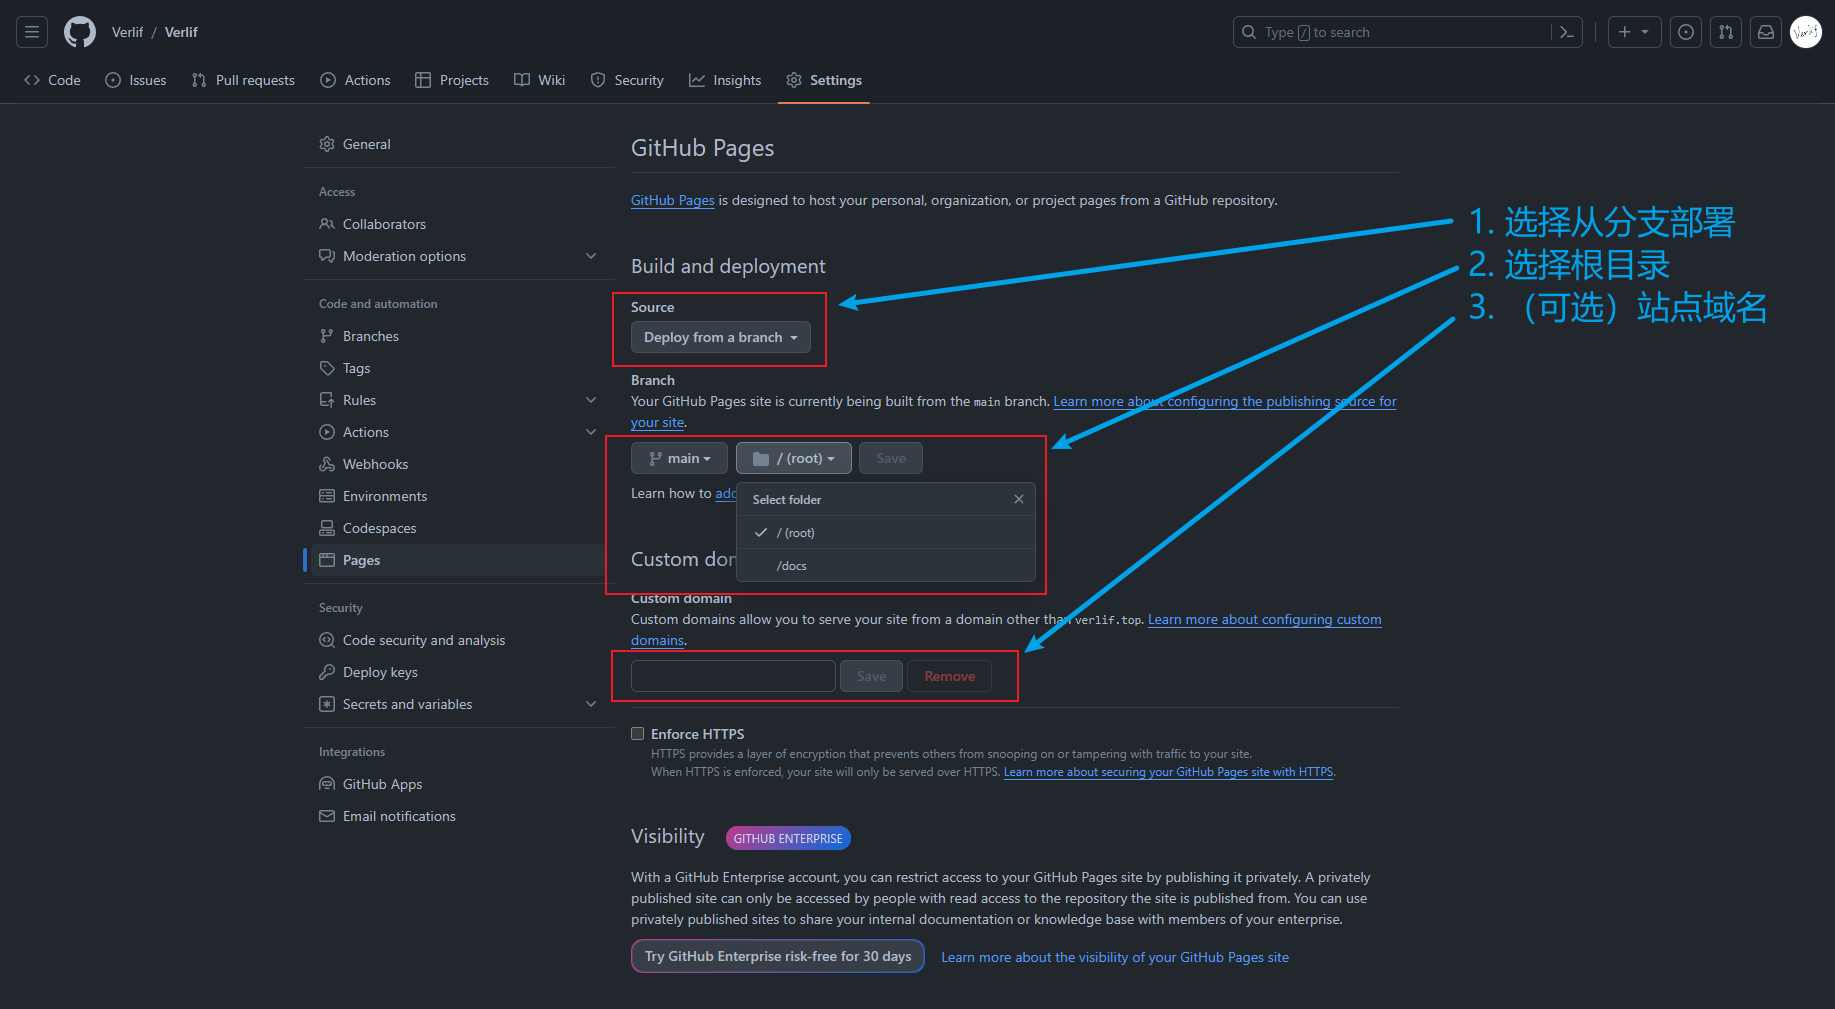 Verlif / Verlif
Type / to search
Code Issues Pull requests Actions Projects Wiki Security Insights Settings
General
Access
Collaborators
Moderation options
Code and automation
Branches
Tags
Rules
Actions
Webhooks
Environments
Codespaces
Pages
Security
Code security and analysis
Deploy keys
Secrets and variables
Integrations
GitHub Apps
Email notifications
GitHub Pages
GitHub Pages is designed to host your personal, organization, or project pages from a GitHub repository.
1. 选择从分支部署
2. 选择根目录
3. （可选）站点域名
Build and deployment
Source
Deploy from a branch
Branch
Your GitHub Pages site is currently being built from the main branch. Learn more about configuring the publishing source for
your site.
main / (root) Save
Learn how to add
Select folder
/ (root)
/docs
Custom dom
Custom domain
Custom domains allow you to serve your site from a domain other than verlif.top. Learn more about configuring custom
domains.
Save Remove
Enforce HTTPS
HTTPS provides a layer of encryption that prevents others from snooping on or tampering with traffic to your site.
When HTTPS is enforced, your site will only be served over HTTPS. Learn more about securing your GitHub Pages site with HTTPS.
Visibility GITHUB ENTERPRISE
With a GitHub Enterprise account, you can restrict access to your GitHub Pages site by publishing it privately. A privately
published site can only be accessed by people with read access to the repository the site is published from. You can use
privately published sites to share your internal documentation or knowledge base with members of your enterprise.
Try GitHub Enterprise risk-free for 30 days Learn more about the visibility of your GitHub Pages site